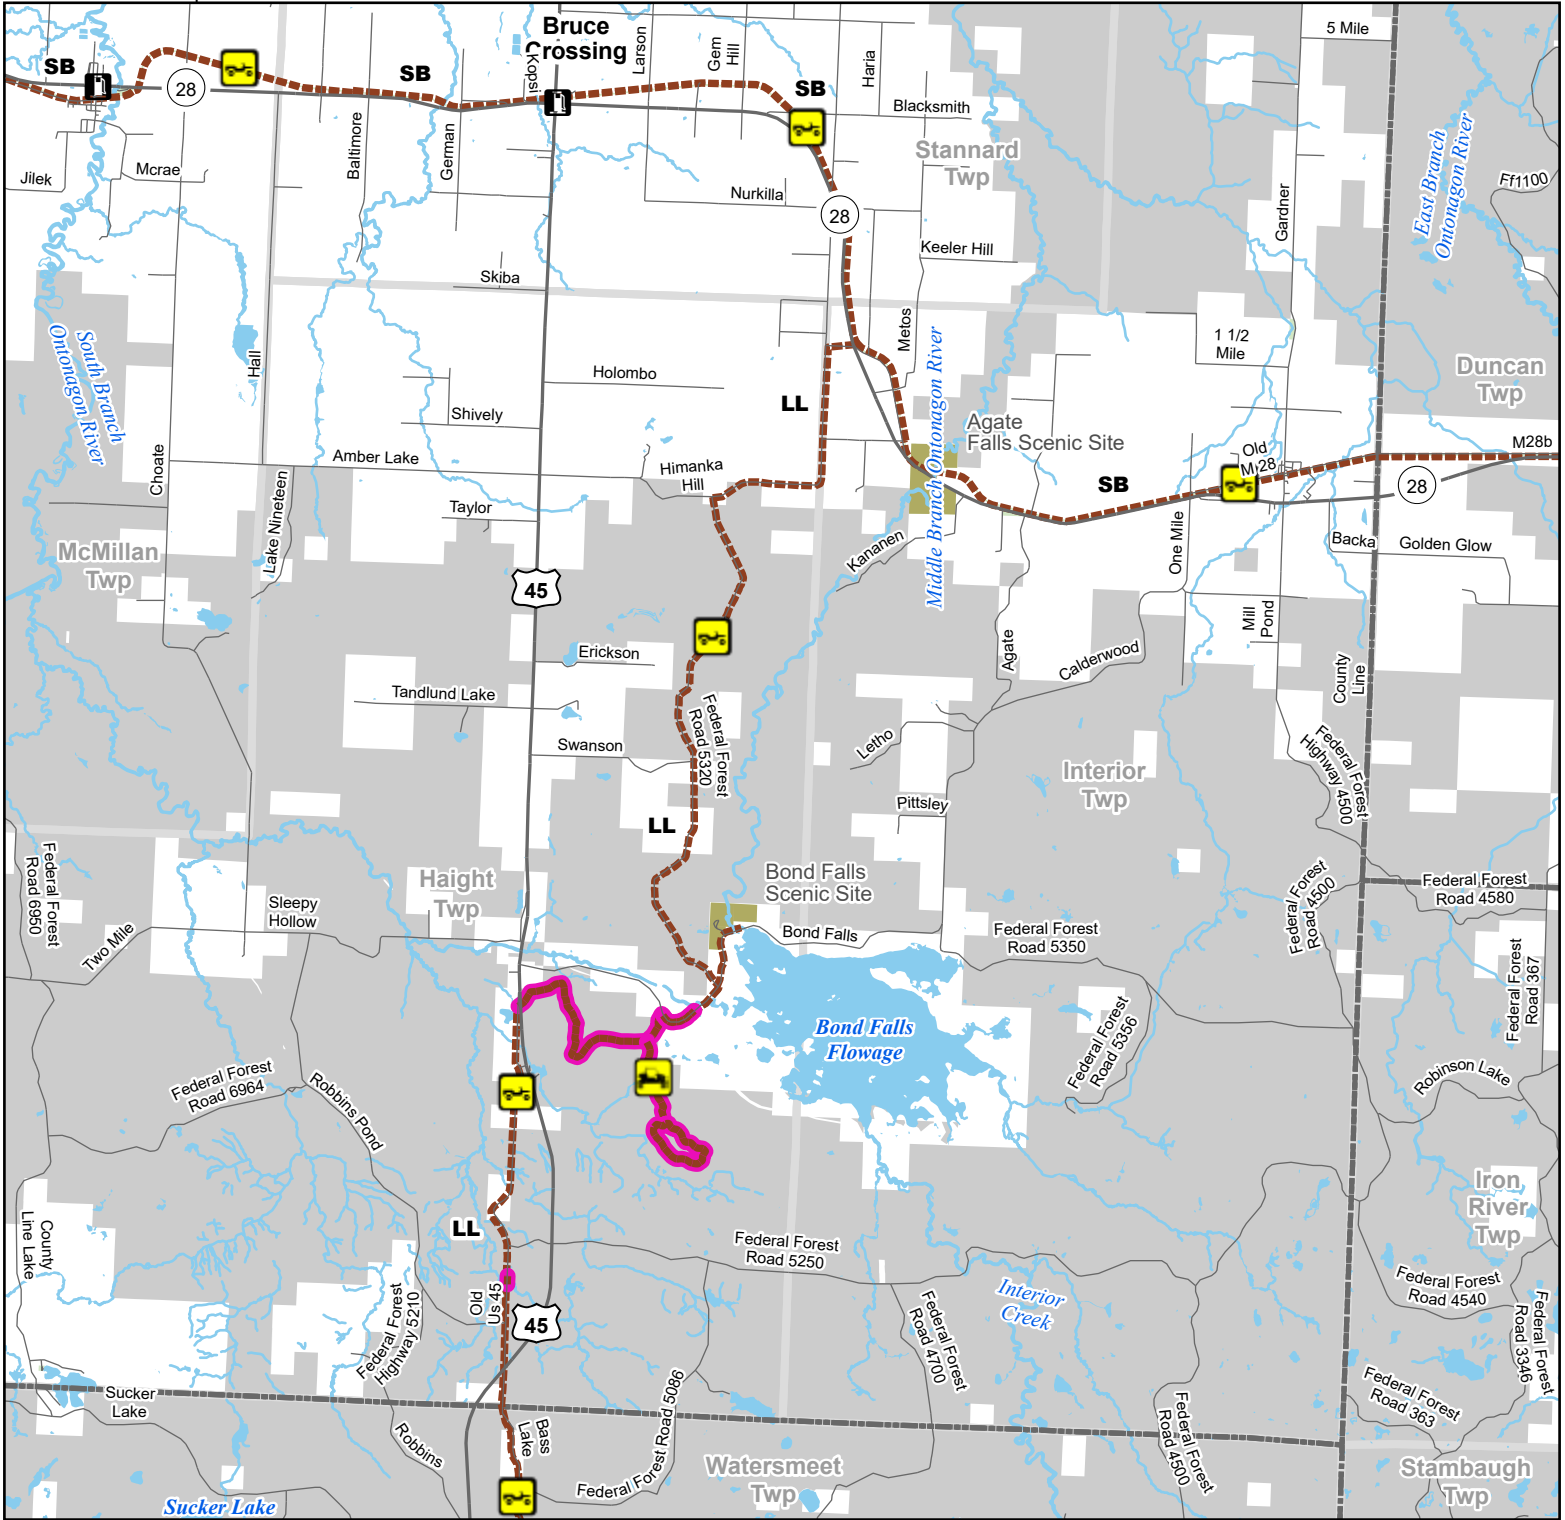 Bruce
Crossing
SB
28
SB
Kopsi
Larson
Gem
Hill
SB
Haria
5 Mile
Blacksmith
Stannard
Twp
East Branch
Ontonagon River
Ff1100
Jilek
Mcrae
Baltimore
German
Nurkilla
28
Gardner
Keeler Hill
Skiba
South Branch
Ontonagon River
Hall
Holombo
Metos
1 1/2
Mile
Duncan
Twp
LL
Shively
Middle Branch Ontonagon River
Agate
Falls Scenic Site
Choate
Amber Lake
Himanka
Hill
Old
M 28
M28b
SB
28
Lake Nineteen
Taylor
McMillan
Twp
Kananen
One Mile
Backa
Golden Glow
45
Mill
Pond
Agate
Calderwood
County
Line
Erickson
Tandlund Lake
Federal Forest
Road 5320
Swanson
Letho
Interior
Twp
Federal Forest
Highway 4500
Pittsley
LL
Federal Forest
Road 6950
Haight
Twp
Bond Falls
Scenic Site
Sleepy
Hollow
Two Mile
Bond Falls
Federal Forest
Road 5350
Federal Forest
Road 4500
Federal Forest
Road 4580
Federal Forest
Road 367
Bond Falls
Flowage
Federal Forest
Road 5356
Federal Forest
Road 6964
Robbins Pond
Robinson Lake
Iron
River
Twp
County
Line Lake
LL
Federal Forest
Road 5250
Old
Us 45
Federal Forest
Highway 5210
45
Interior
Creek
Federal Forest
Road 4700
Federal Forest
Road 4540
Federal Forest
Road 3346
Sucker
Lake
Federal Forest
Road 363
Robbins
Bass
Lake
Federal Forest Road 5086
Federal Forest
Road 4500
Watersmeet
Twp
Stambaugh
Twp
Sucker Lake